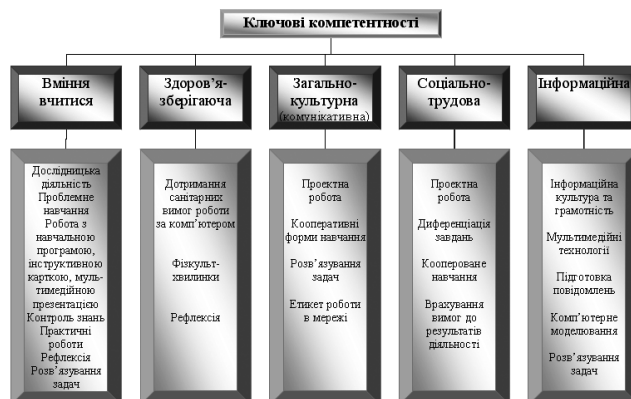 Ключові компетентності
Вміння
вчитися
Здоров'я-
зберігаюча
Загально-
культурна
(комунікативна)
Соціально-
трудова
Інформаційна
Дослідницька
діяльність
Проблемне
навчання
Робота з
навчальною
програмою,
інструктивною
карткою, муль-
тимедійною
презентацією
Контроль знань
Практичні
роботи
Рефлексія
Розв'язування
задач
Дотримання
санітарних
вимог роботи
за комп'ютером
Фізкульт-
хвилинки
Рефлексія
Проектна
робота
Кооперативні
форми навчання
Розв'язування
задач
Етикет роботи
в мережі
Проектна
робота
Диференціація
завдань
Коопероване
навчання
Врахування
вимог до
результатів
діяльності
Інформаційна
культура та
грамотність
Мультимедійні
технології
Підготовка
повідомлень
Комп'ютерне
моделювання
Розв'язування
задач